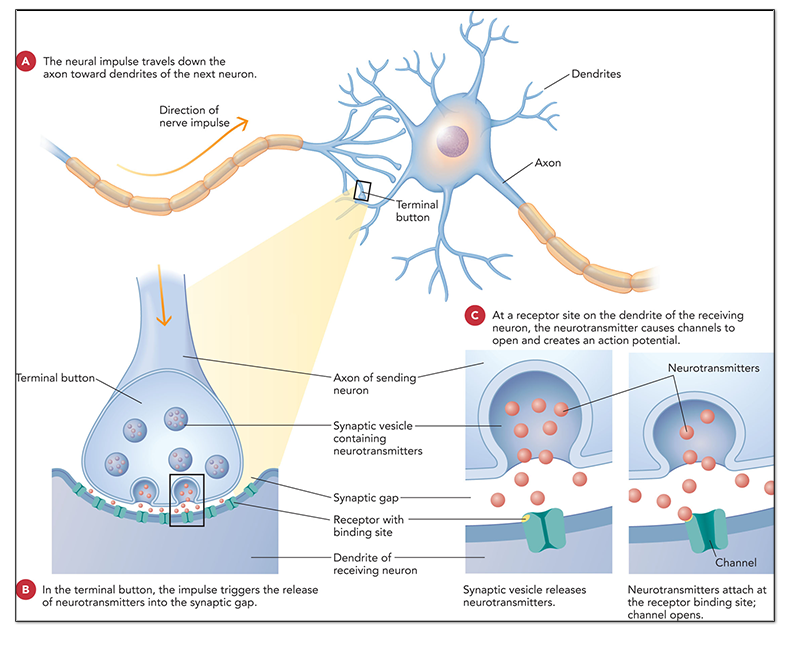 A
The neural impulse travels down the
axon toward dendrites of the next neuron.
Direction of
nerve impulse
Dendrites
Axon
Terminal
button
C
At a receptor site on the dendrite of the receiving
neuron, the neurotransmitter causes channels to
open and creates an action potential.
Terminal button
Axon of sending
neuron
Synaptic vesicle
containing
neurotransmitters
Synaptic gap
Receptor with
binding site
Dendrite of
receiving neuron
Neurotransmitters
Channel
B
In the terminal button, the impulse triggers the release
of neurotransmitters into the synaptic gap.
Synaptic vesicle releases
neurotransmitters.
Neurotransmitters attach at
the receptor binding site;
channel opens.